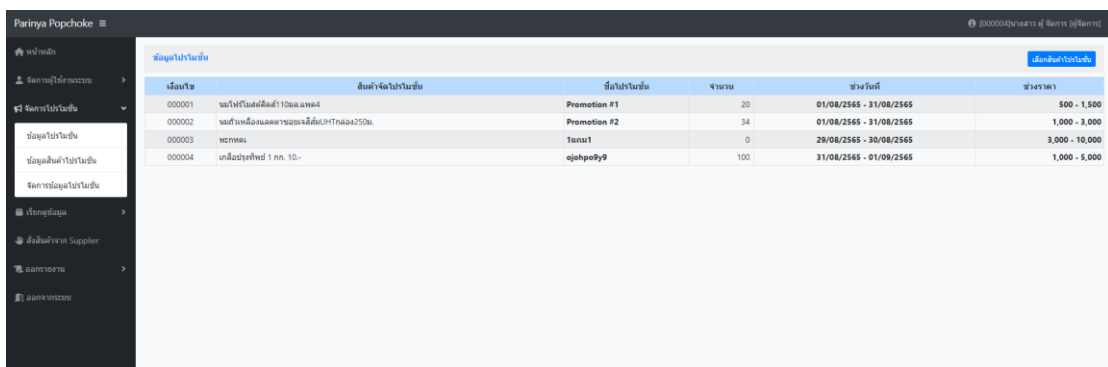 Parinya Popchoke
[000004]นางสาว ผู้ จัดการ [ผู้จัดการ]
หน้าหลัก
จัดการผู้ใช้งานระบบ
จัดการโปรโมชั่น
ข้อมูลโปรโมชั่น
ข้อมูลสินค้าโปรโมชั่น
จัดการข้อมูลโปรโมชั่น
เรียกดูข้อมูล
สั่งสินค้าจาก Supplier
ออกรายงาน
ออกจากระบบ
ข้อมูลโปรโมชั่น
เลือกสินค้าโปรโมชั่น
เงื่อนไข สินค้าจัดโปรโมชั่น ชื่อโปรโมชั่น จำนวน ช่วงวันที่ ช่วงราคา
000001 นมโฟร์โมสต์คิดส์110มล.แพค4 Promotion #1 20 01/08/2565 - 31/08/2565 500 - 1,500
000002 นมถั่วเหลืองแลคตาซอยเจสี่ส้มUHTกล่อง250ม. Promotion #2 34 01/08/2565 - 31/08/2565 1,000 - 3,000
000003 1แถม1 0 29/08/2565 - 30/08/2565 3,000 - 10,000
000004 เกลือปรุงทิพย์ 1 กก. 10.- ojohpo9y9 100 31/08/2565 - 01/09/2565 1,000 - 5,000